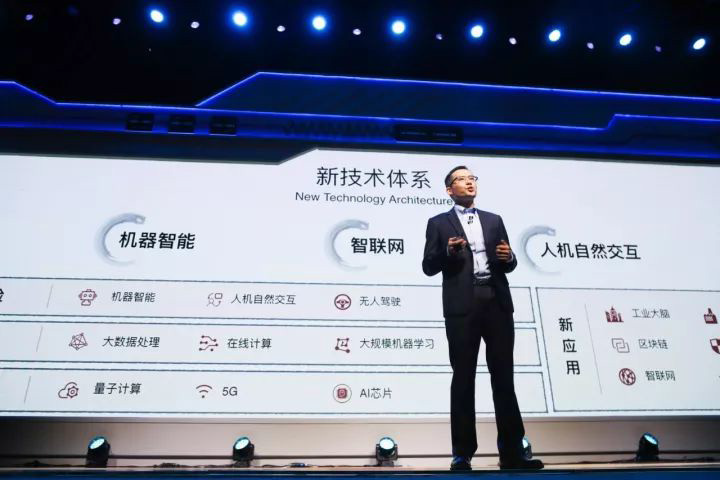 新技术体系
New Technology Architecture
机器智能
智联网
人机自然交互
机器智能 人机自然交互 无人驾驶
大数据处理 在线计算 大规模机器学习
量子计算 5G AI芯片
新应用
工业大脑
区块链
智联网